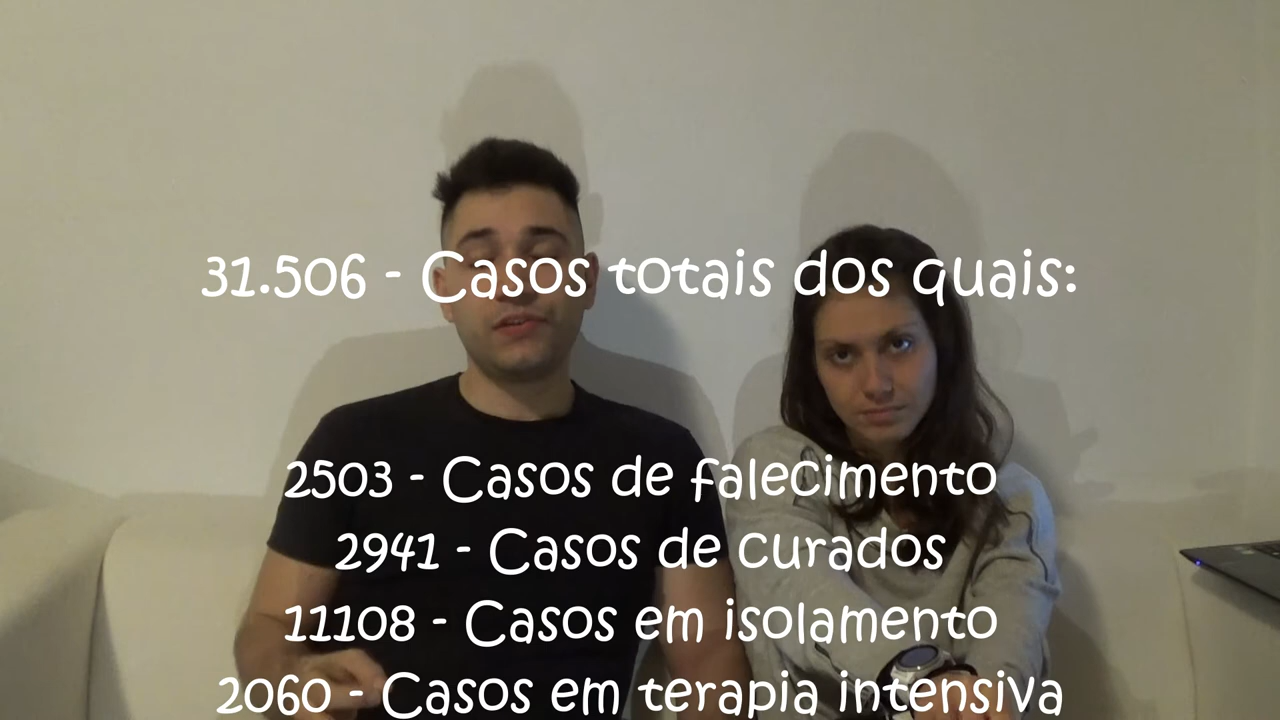 31.506 - Casos totais dos quais:
2503 - Casos de falecimento
2941 - Casos de curados
11108 - Casos em isolamento
2060 - Casos em terapia intensiva